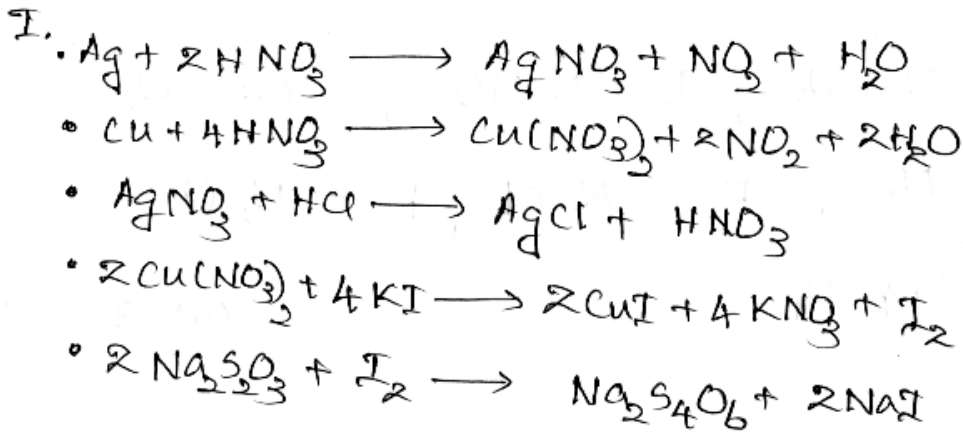 I.
• Ag + 2HNO₃ ⟶ AgNO₃ + NO₂ + H₂O
• Cu + 4HNO₃ ⟶ Cu(NO₃)₂ + 2NO₂ + 2H₂O
• AgNO₃ + HCl ⟶ AgCl + HNO₃
• 2Cu(NO₃)₂ + 4KI ⟶ 2CuI + 4KNO₃ + I₂
• 2Na₂S₂O₃ + I₂ ⟶ Na₂S₄O₆ + 2NaI